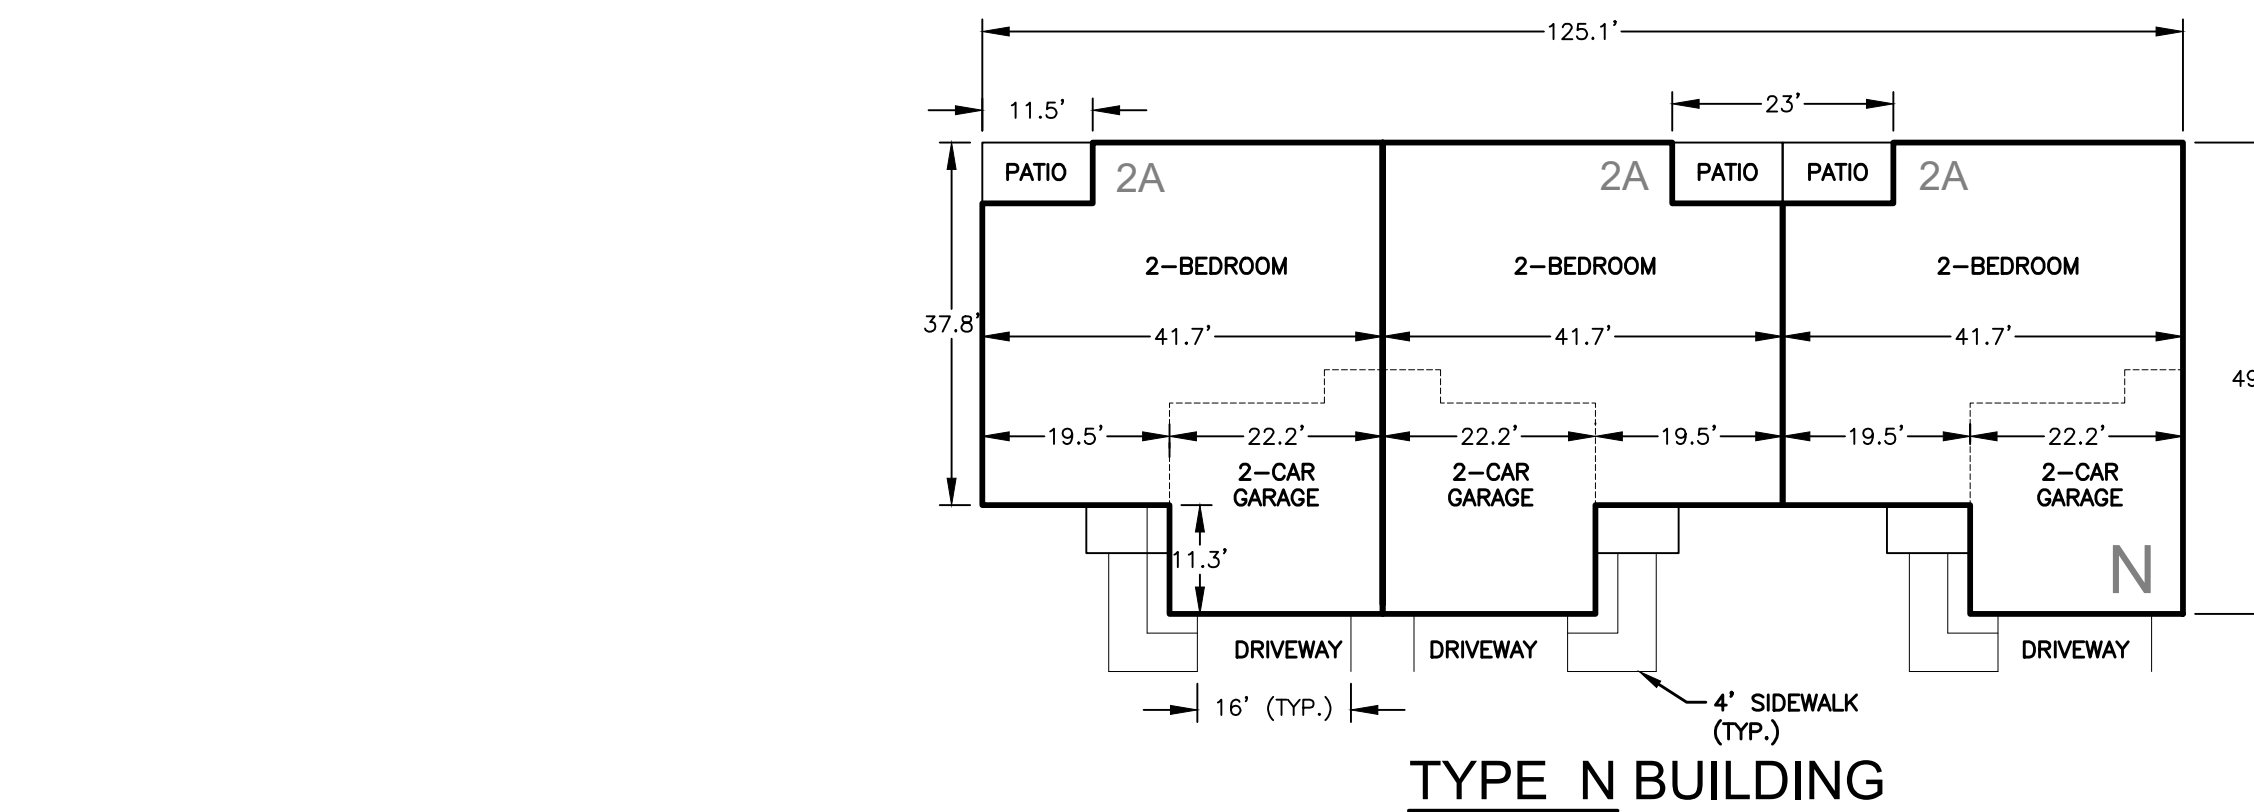 125.1'
11.5'
23'
PATIO
2A
2A
PATIO
PATIO
2A
2-BEDROOM
2-BEDROOM
2-BEDROOM
37.8'
41.7'
41.7'
41.7'
19.5'
22.2'
22.2'
19.5'
19.5'
22.2'
2-CAR
GARAGE
2-CAR
GARAGE
2-CAR
GARAGE
11.3'
N
DRIVEWAY
DRIVEWAY
DRIVEWAY
16' (TYP.)
4' SIDEWALK
(TYP.)
TYPE N BUILDING